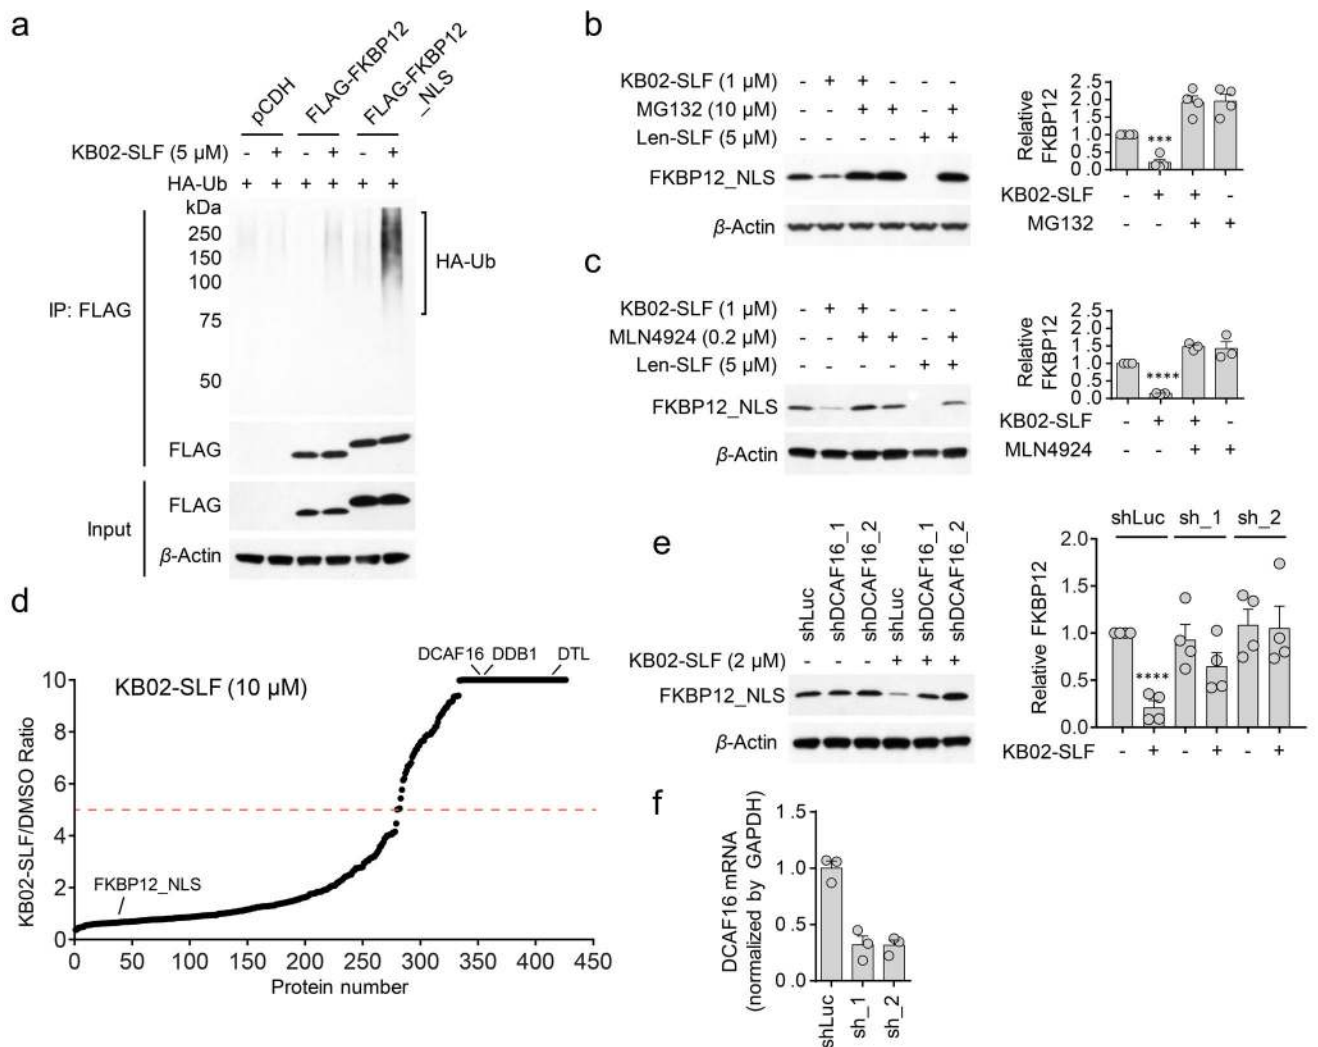 a
pCDH
FLAG-FKBP12
FLAG-FKBP12
_NLS
KB02-SLF (5 μM) - + - + - +
HA-Ub + + + + + +
kDa
250
150
100
75
50
HA-Ub
IP: FLAG
FLAG
Input
FLAG
β-Actin
b
KB02-SLF (1 μM) - + + - - -
MG132 (10 μM) - - + + - +
Len-SLF (5 μM) - - - - + +
FKBP12_NLS
β-Actin
Relative
FKBP12
2.5
2.0
1.5
1.0
0.5
0
***
KB02-SLF - + + -
MG132 - - + +
c
KB02-SLF (1 μM) - + + - - -
MLN4924 (0.2 μM) - - + + - +
Len-SLF (5 μM) - - - - + +
FKBP12_NLS
β-Actin
Relative
FKBP12
2.5
2.0
1.5
1.0
0.5
0
****
KB02-SLF - + + -
MLN4924 - - + +
d
KB02-SLF (10 μM)
DCAF16 DDB1 DTL
FKBP12_NLS
KB02-SLF/DMSO Ratio
10
8
6
4
2
0
0 50 100 150 200 250 300 350 400 450
Protein number
e
shLuc
shDCAF16_1
shDCAF16_2
shLuc
shDCAF16_1
shDCAF16_2
KB02-SLF (2 μM) - - - + + +
FKBP12_NLS
β-Actin
shLuc sh_1 sh_2
Relative FKBP12
2.0
1.5
1.0
0.5
0.0
****
KB02-SLF - + - + - +
f
DCAF16 mRNA
(normalized by GAPDH)
1.5
1.0
0.5
0.0
shLuc
sh_1
sh_2